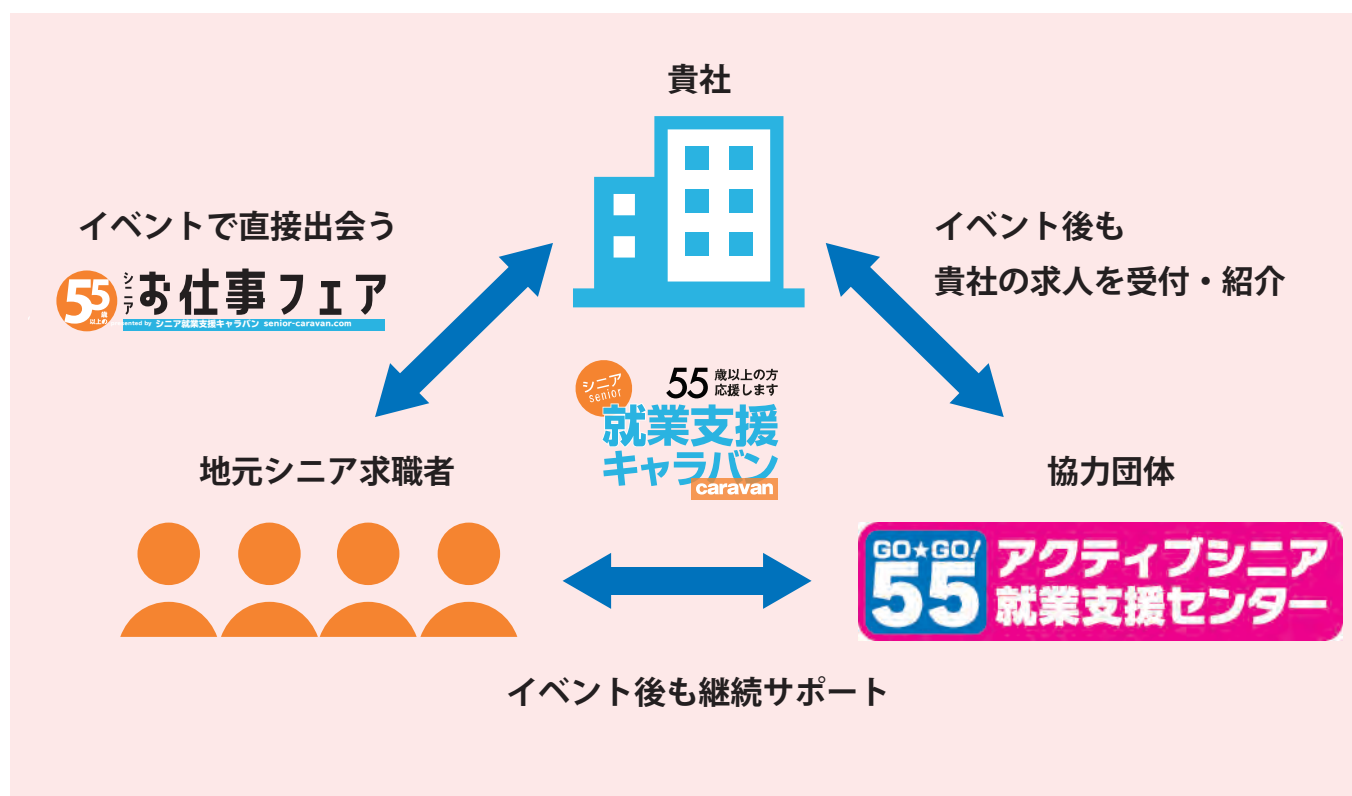 貴社
イベントで直接出会う
55
歳
以上の
シニア
お仕事フェア
presented by シニア就業支援キャラバン senior-caravan.com
イベント後も
貴社の求人を受付・紹介
シニア
senior
55
歳以上の方
応援します
就業支援
キャラバン
caravan
地元シニア求職者
協力団体
GO★GO!
55
アクティブシニア
就業支援センター
イベント後も継続サポート